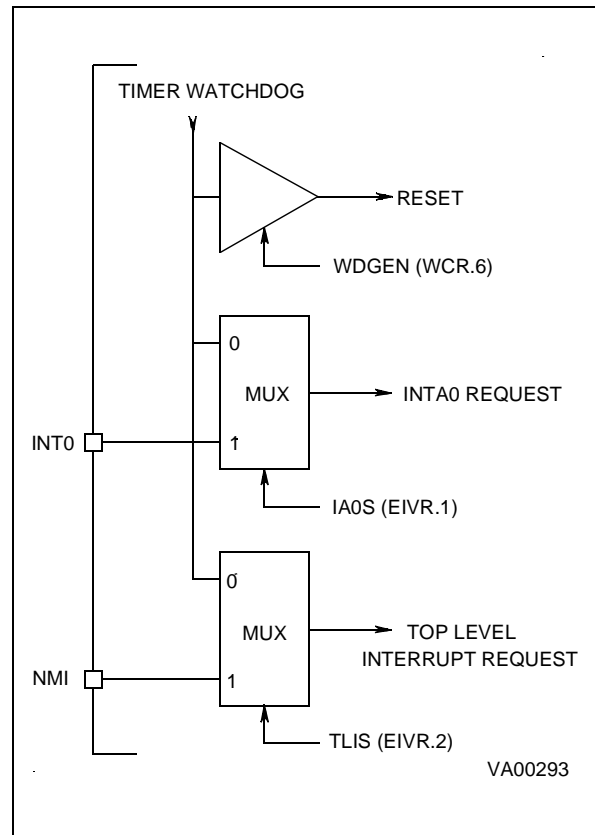 TIMER WATCHDOG
RESET
WDGEN (WCR.6)
0
MUX
INTA0 REQUEST
INT0
1
IA0S (EIVR.1)
0
MUX
TOP LEVEL
INTERRUPT REQUEST
NMI
1
TLIS (EIVR.2)
VA00293